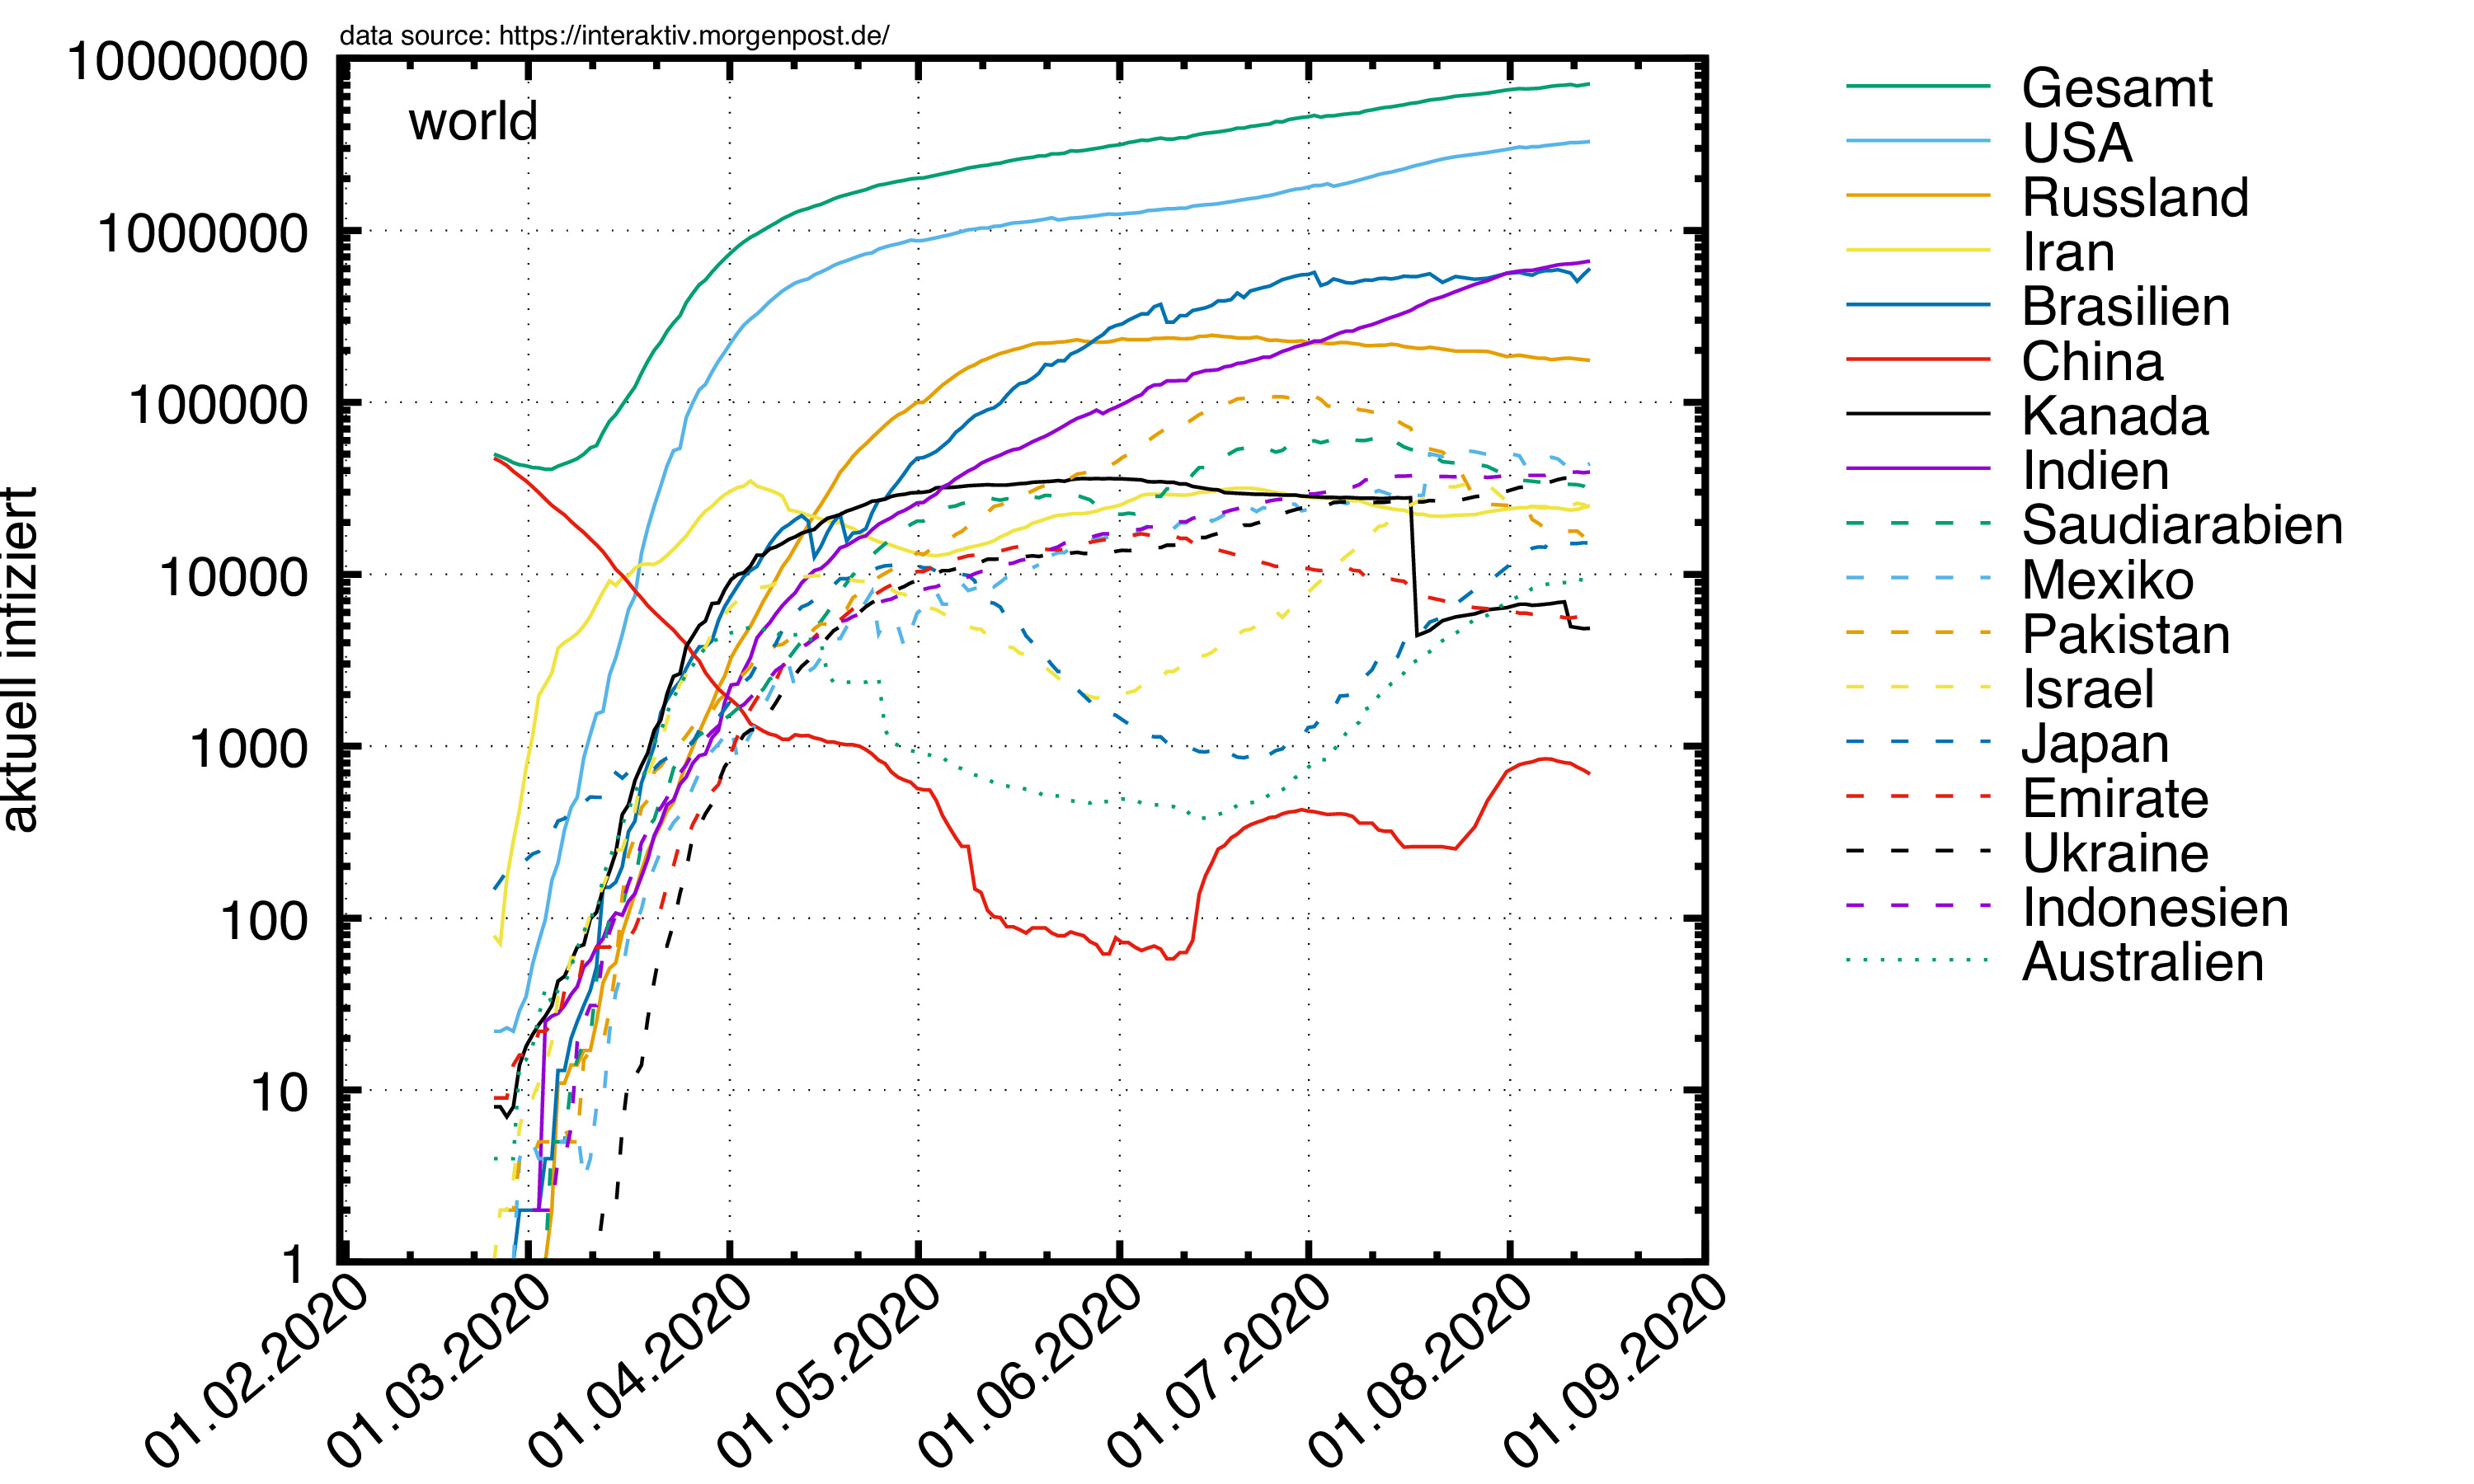 data source: https://interaktiv.morgenpost.de/
world
aktuell infiziert
10000000
1000000
100000
10000
1000
100
10
1
01.02.2020
01.03.2020
01.04.2020
01.05.2020
01.06.2020
01.07.2020
01.08.2020
01.09.2020
Gesamt
USA
Russland
Iran
Brasilien
China
Kanada
Indien
Saudiarabien
Mexiko
Pakistan
Israel
Japan
Emirate
Ukraine
Indonesien
Australien